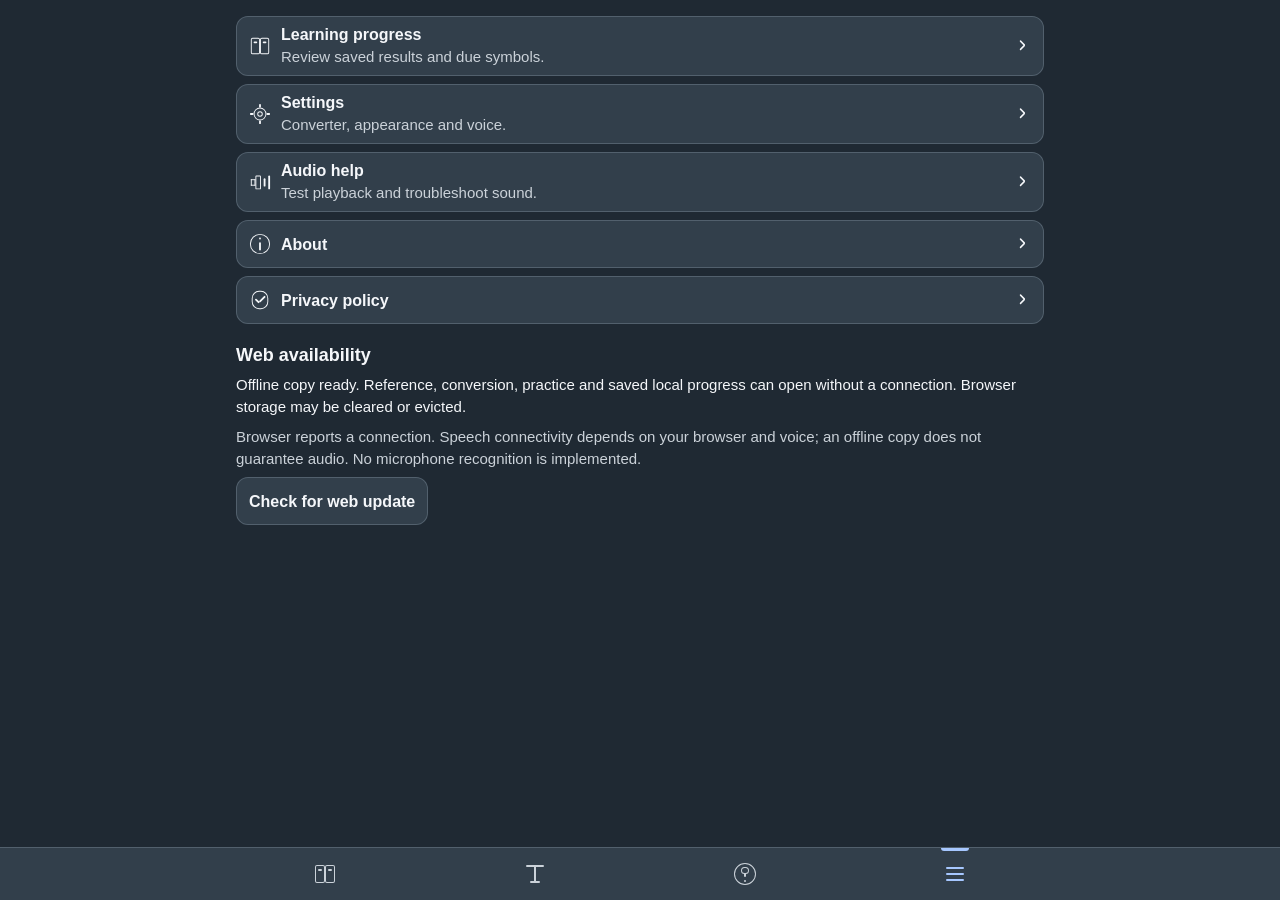 Learning progress
Review saved results and due symbols.
Settings
Converter, appearance and voice.
Audio help
Test playback and troubleshoot sound.
About
Privacy policy
Web availability
Offline copy ready. Reference, conversion, practice and saved local progress can open without a connection. Browser
storage may be cleared or evicted.
Browser reports a connection. Speech connectivity depends on your browser and voice; an offline copy does not
guarantee audio. No microphone recognition is implemented.
Check for web update